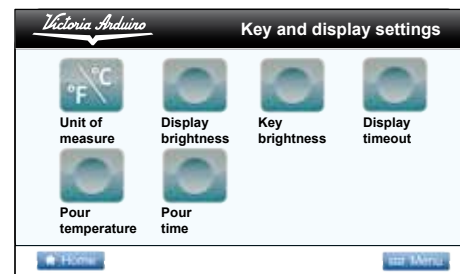 Victoria Arduino
Key and display settings
°F °C
Unit of measure
Display brightness
Key brightness
Display timeout
Pour temperature
Pour time
Home
Menu